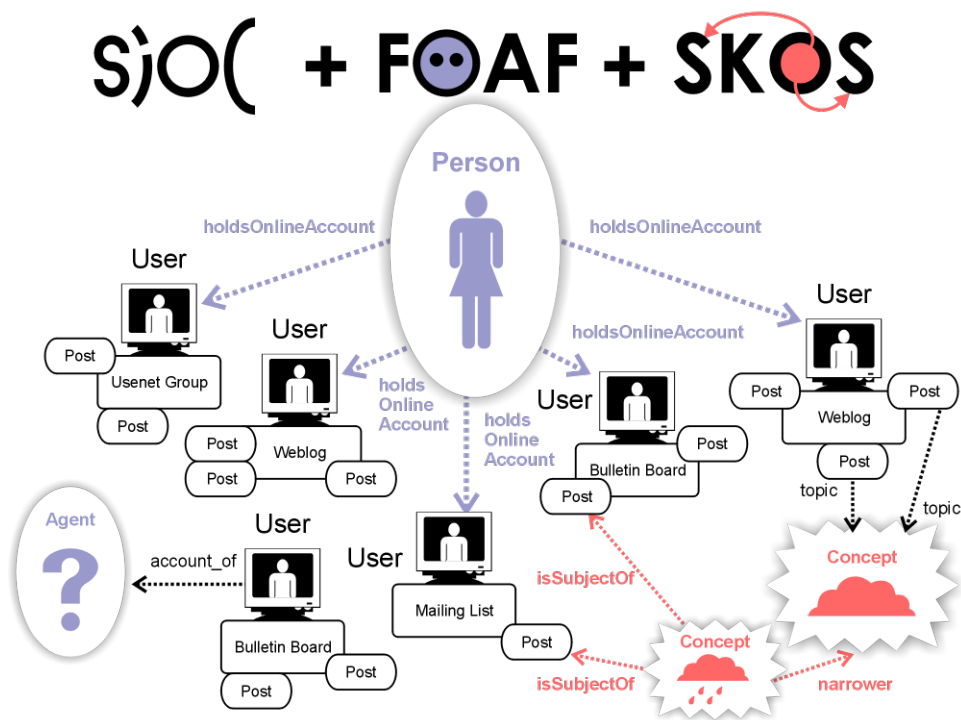 SiOC + FOAF + SKOS
Person
holdsOnlineAccount
holdsOnlineAccount
User
Post
Usenet Group
Post
User
holds
Online
Account
Post
Weblog
Post
Post
holds
Online
Account
holdsOnlineAccount
User
Post
Bulletin Board
Post
User
Post
Post
Weblog
Post
topic
topic
Agent
account_of
User
Bulletin Board
Post
Post
User
Mailing List
Post
isSubjectOf
isSubjectOf
Concept
narrower
Concept